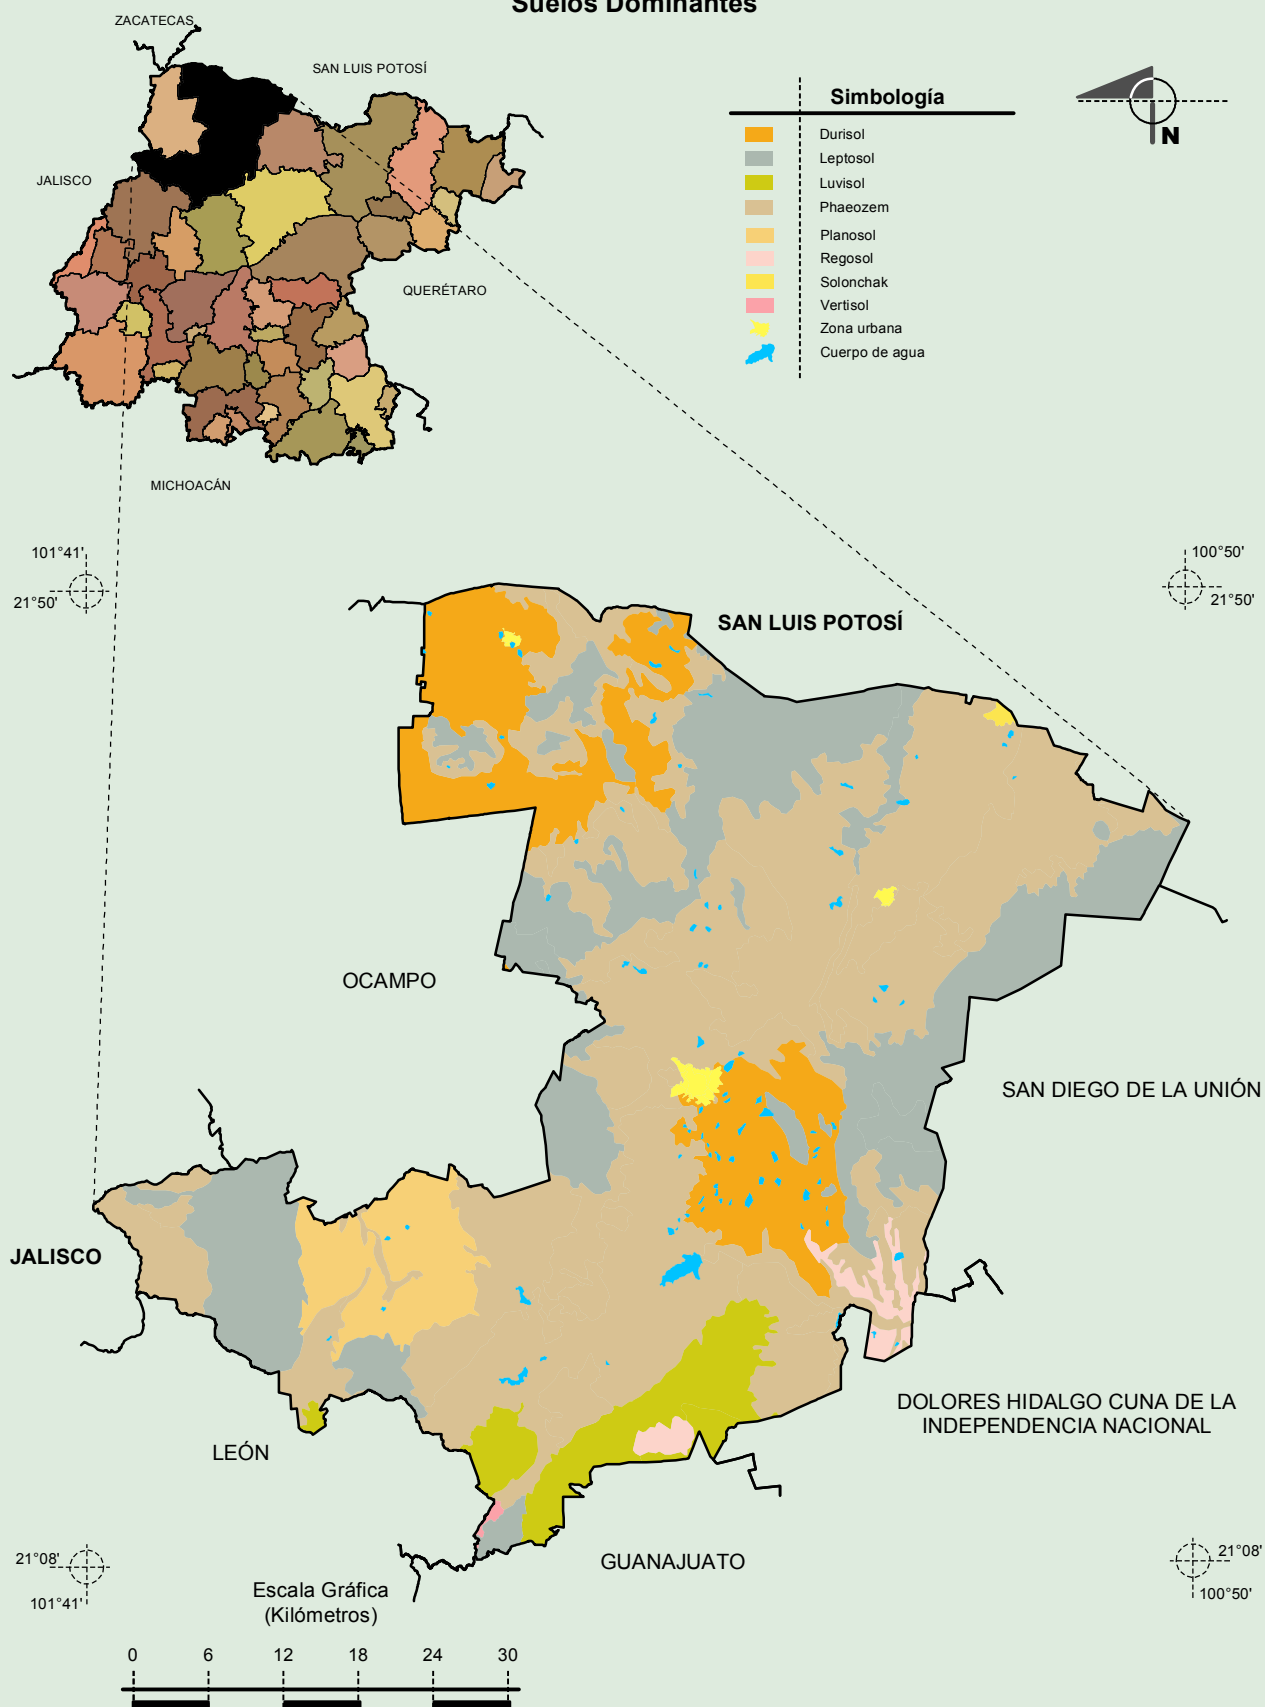 Suelos Dominantes
ZACATECAS
SAN LUIS POTOSÍ
JALISCO
QUERÉTARO
MICHOACÁN
Simbología
Durisol
Leptosol
Luvisol
Phaeozem
Planosol
Regosol
Solonchak
Vertisol
Zona urbana
Cuerpo de agua
N
101°41'
21°50'
100°50'
21°50'
SAN LUIS POTOSÍ
OCAMPO
SAN DIEGO DE LA UNIÓN
JALISCO
DOLORES HIDALGO CUNA DE LA
INDEPENDENCIA NACIONAL
LEÓN
GUANAJUATO
21°08'
101°41'
21°08'
100°50'
Escala Gráfica
(Kilómetros)
0 6 12 18 24 30